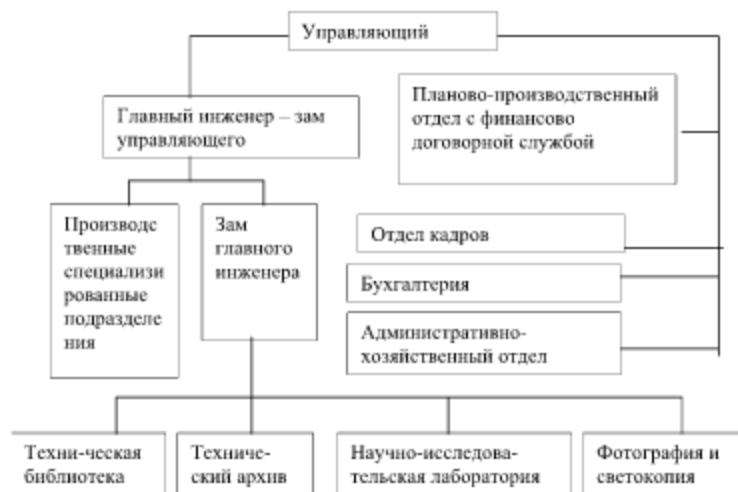 Управляющий
Планово-производственный
отдел с финансово
договорной службой
Главный инженер – зам
управляющего
Производс
твенные
специализи
рованные
подразделе
ния
Зам
главного
инженера
Отдел кадров
Бухгалтерия
Административно-
хозяйственный отдел
Техни-ческая
библиотека
Техниче-
ский архив
Научно-исследова-
тельская лаборатория
Фотография и
светокопия